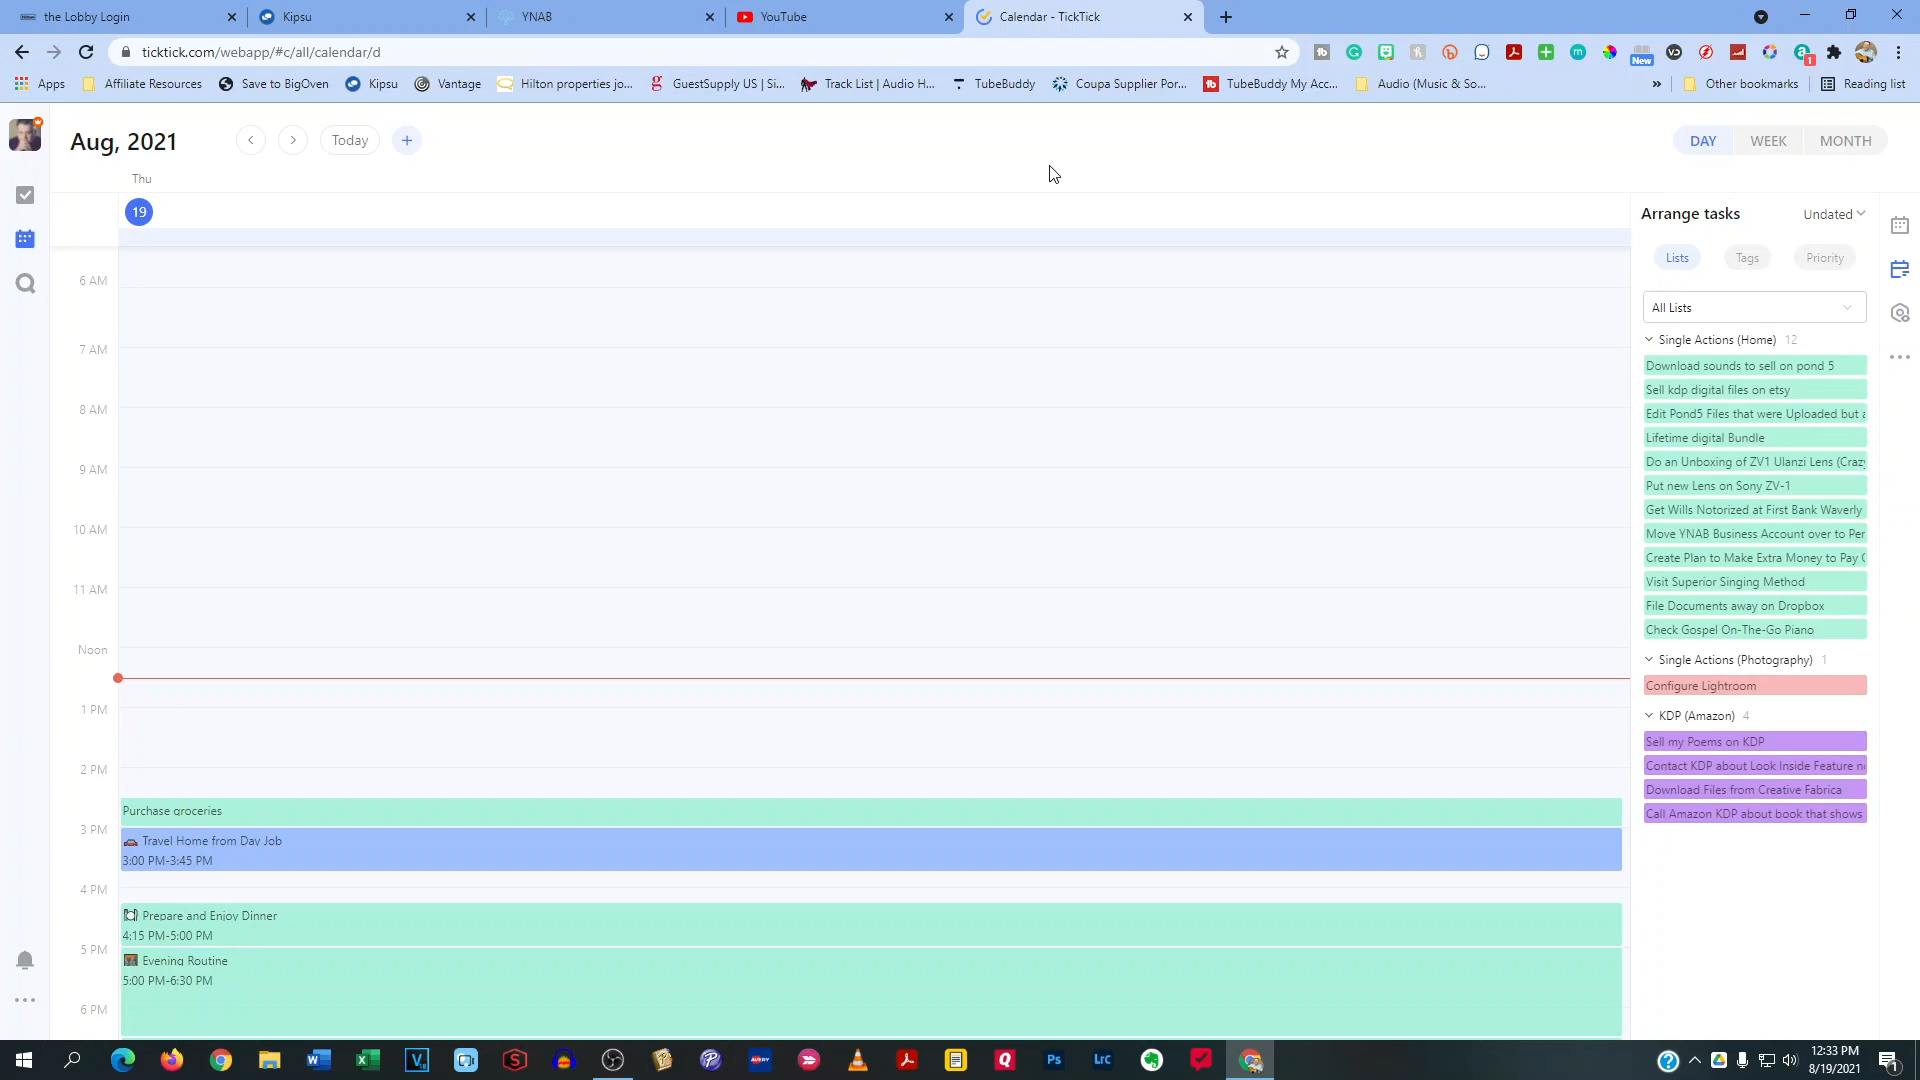 the Lobby Login
Kipsu
YNAB
YouTube
Calendar - TickTick
ticktick.com/webapp/#c/all/calendar/d
New
1
Apps
Affiliate Resources
Save to BigOven
Kipsu
Vantage
Hilton properties jo...
GuestSupply US | Si...
Track List | Audio H...
TubeBuddy
Coupa Supplier Por...
TubeBuddy My Acc...
Audio (Music & So...
»
Other bookmarks
Reading list
Aug, 2021
Today
DAY
WEEK
MONTH
Thu
19
6 AM
7 AM
8 AM
9 AM
10 AM
11 AM
Noon
1 PM
2 PM
Purchase groceries
3 PM
Travel Home from Day Job
3:00 PM-3:45 PM
4 PM
Prepare and Enjoy Dinner
4:15 PM-5:00 PM
5 PM
Evening Routine
5:00 PM-6:30 PM
6 PM
Arrange tasks
Undated
Lists
Tags
Priority
All Lists
Single Actions (Home) 12
Download sounds to sell on pond 5
Sell kdp digital files on etsy
Edit Pond5 Files that were Uploaded but
Lifetime digital Bundle
Do an Unboxing of ZV1 Ulanzi Lens (Crazy
Put new Lens on Sony ZV-1
Get Wills Notorized at First Bank Waverly
Move YNAB Business Account over to Per
Create Plan to Make Extra Money to Pay
Visit Superior Singing Method
File Documents away on Dropbox
Check Gospel On-The-Go Piano
Single Actions (Photography) 1
Configure Lightroom
KDP (Amazon) 4
Sell my Poems on KDP
Contact KDP about Look Inside Feature
Download Files from Creative Fabrica
Call Amazon KDP about book that shows
12:33 PM
8/19/2021
1